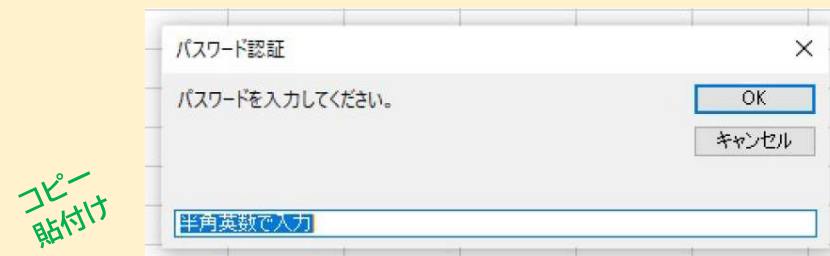 パスワード認証
パスワードを入力してください。
OK
キャンセル
半角英数で入力
コピー
貼付け